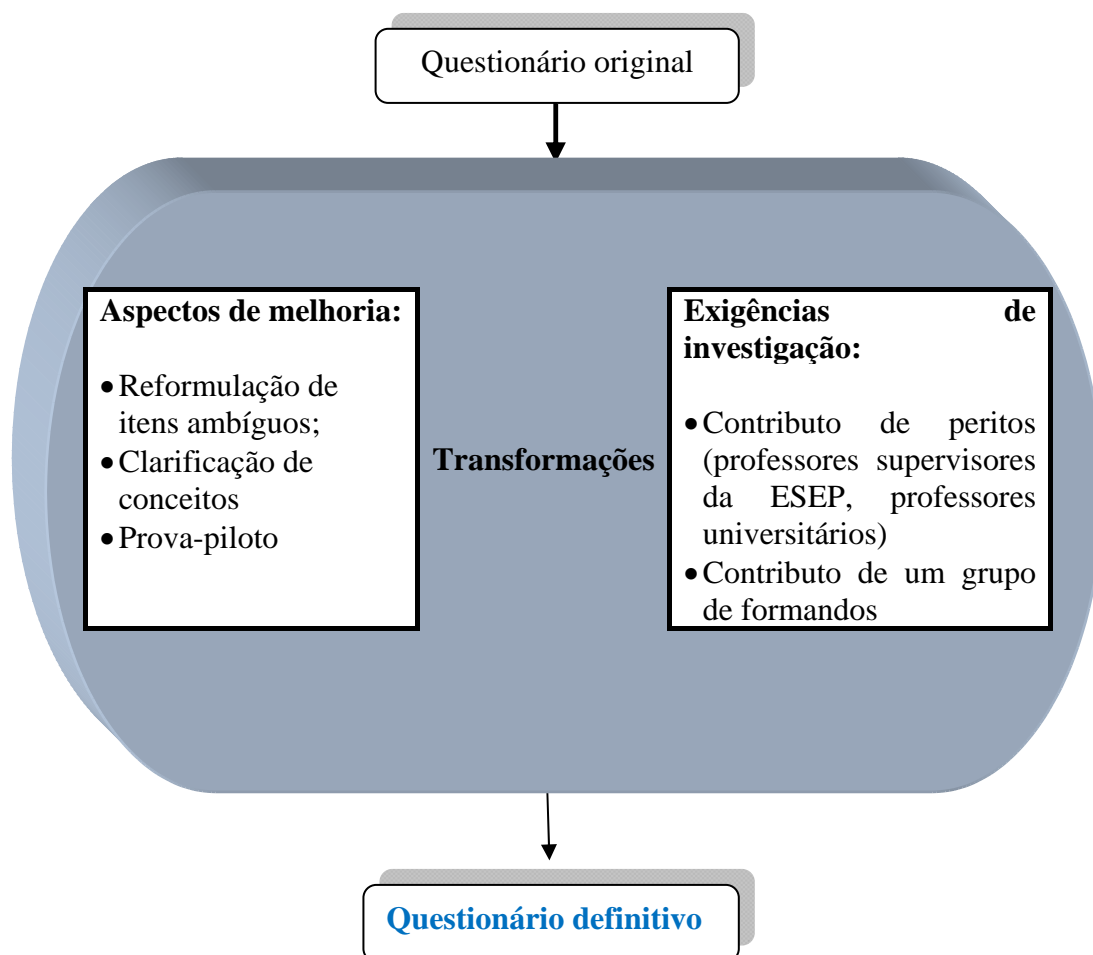 Questionário original
Aspectos de melhoria:
• Reformulação de
itens ambíguos;
• Clarificação de
conceitos
• Prova-piloto
Transformações
Exigências de
investigação:
• Contributo de peritos
(professores supervisores
da ESEP, professores
universitários)
• Contributo de um grupo
de formandos
Questionário definitivo